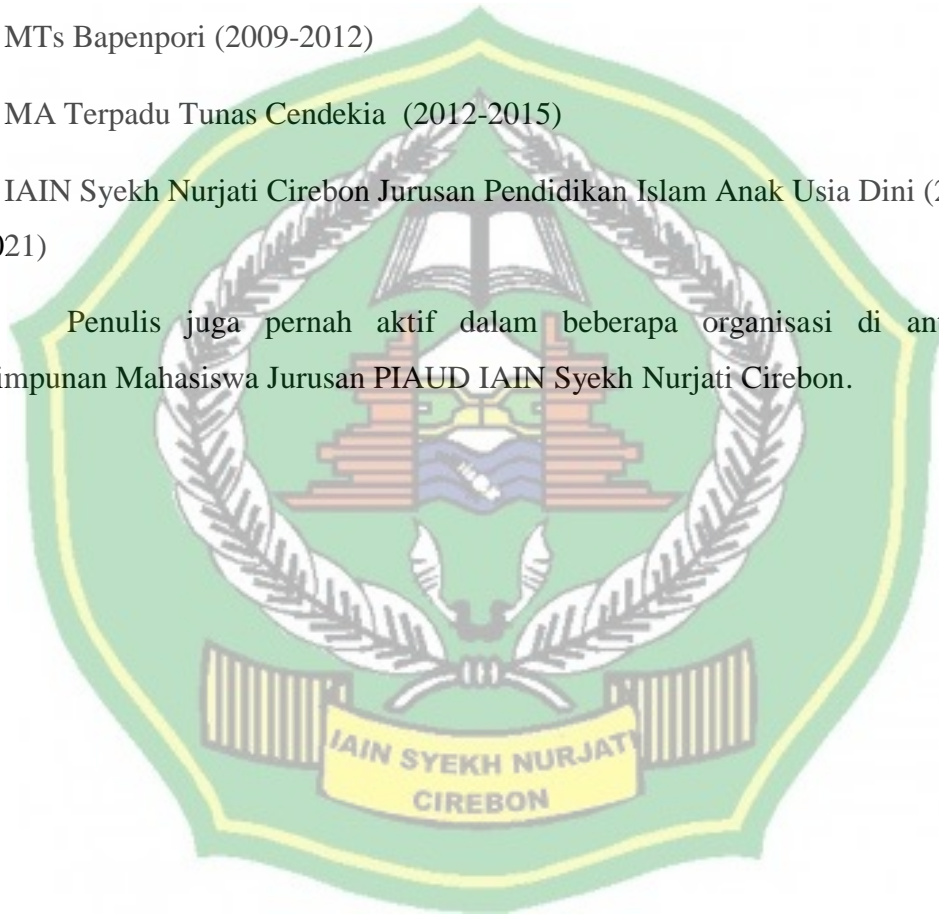 MTs Bapenpori (2009-2012)
MA Terpadu Tunas Cendekia (2012-2015)
IAIN Syekh Nurjati Cirebon Jurusan Pendidikan Islam Anak Usia Dini (2
021)
Penulis juga pernah aktif dalam beberapa organisasi di an
impunan Mahasiswa Jurusan PIAUD IAIN Syekh Nurjati Cirebon.
IAIN SYEKH NURJATI
CIREBON